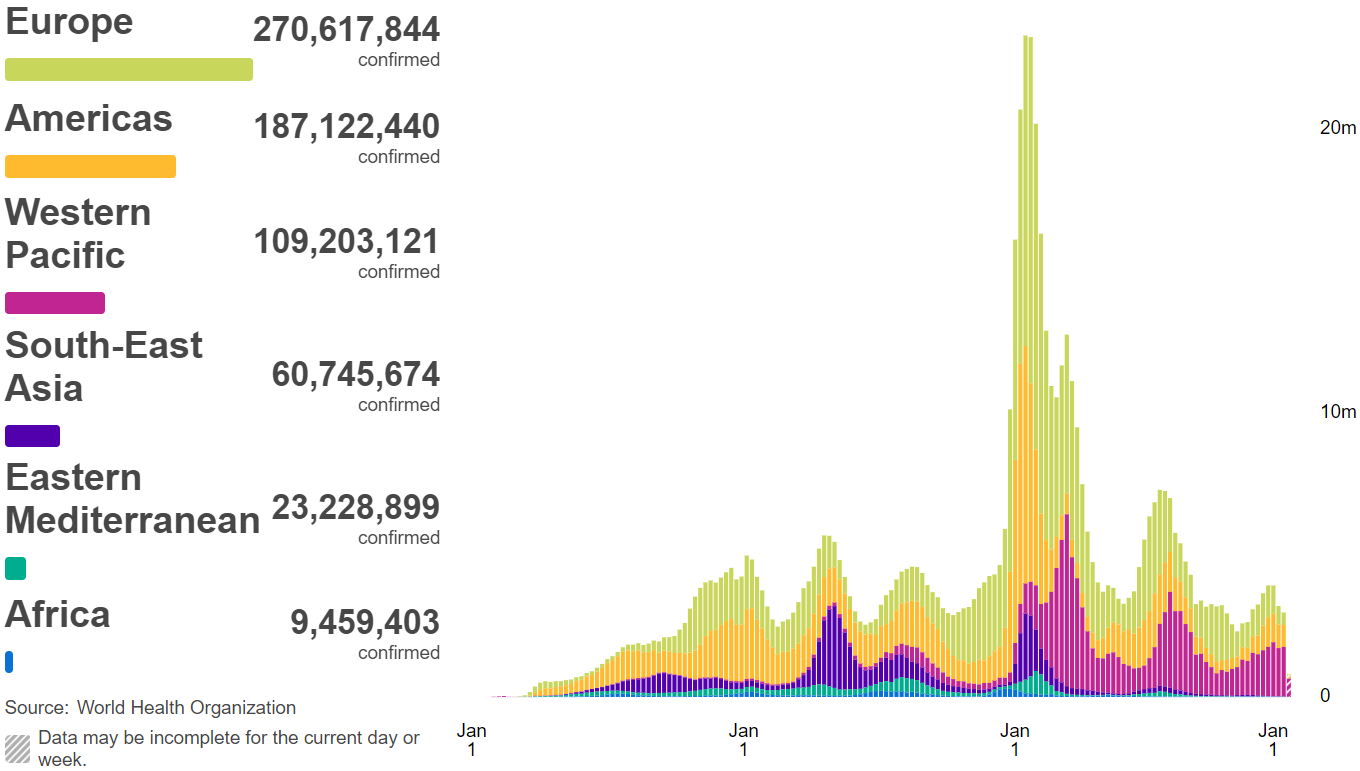 Europe
270,617,844
confirmed
Americas
187,122,440
confirmed
Western
Pacific
109,203,121
confirmed
South-East
Asia
60,745,674
confirmed
Eastern
Mediterranean
23,228,899
confirmed
Africa
9,459,403
confirmed
Source: World Health Organization
Data may be incomplete for the current day or
week.
20m
10m
0
Jan
1
Jan
1
Jan
1
Jan
1